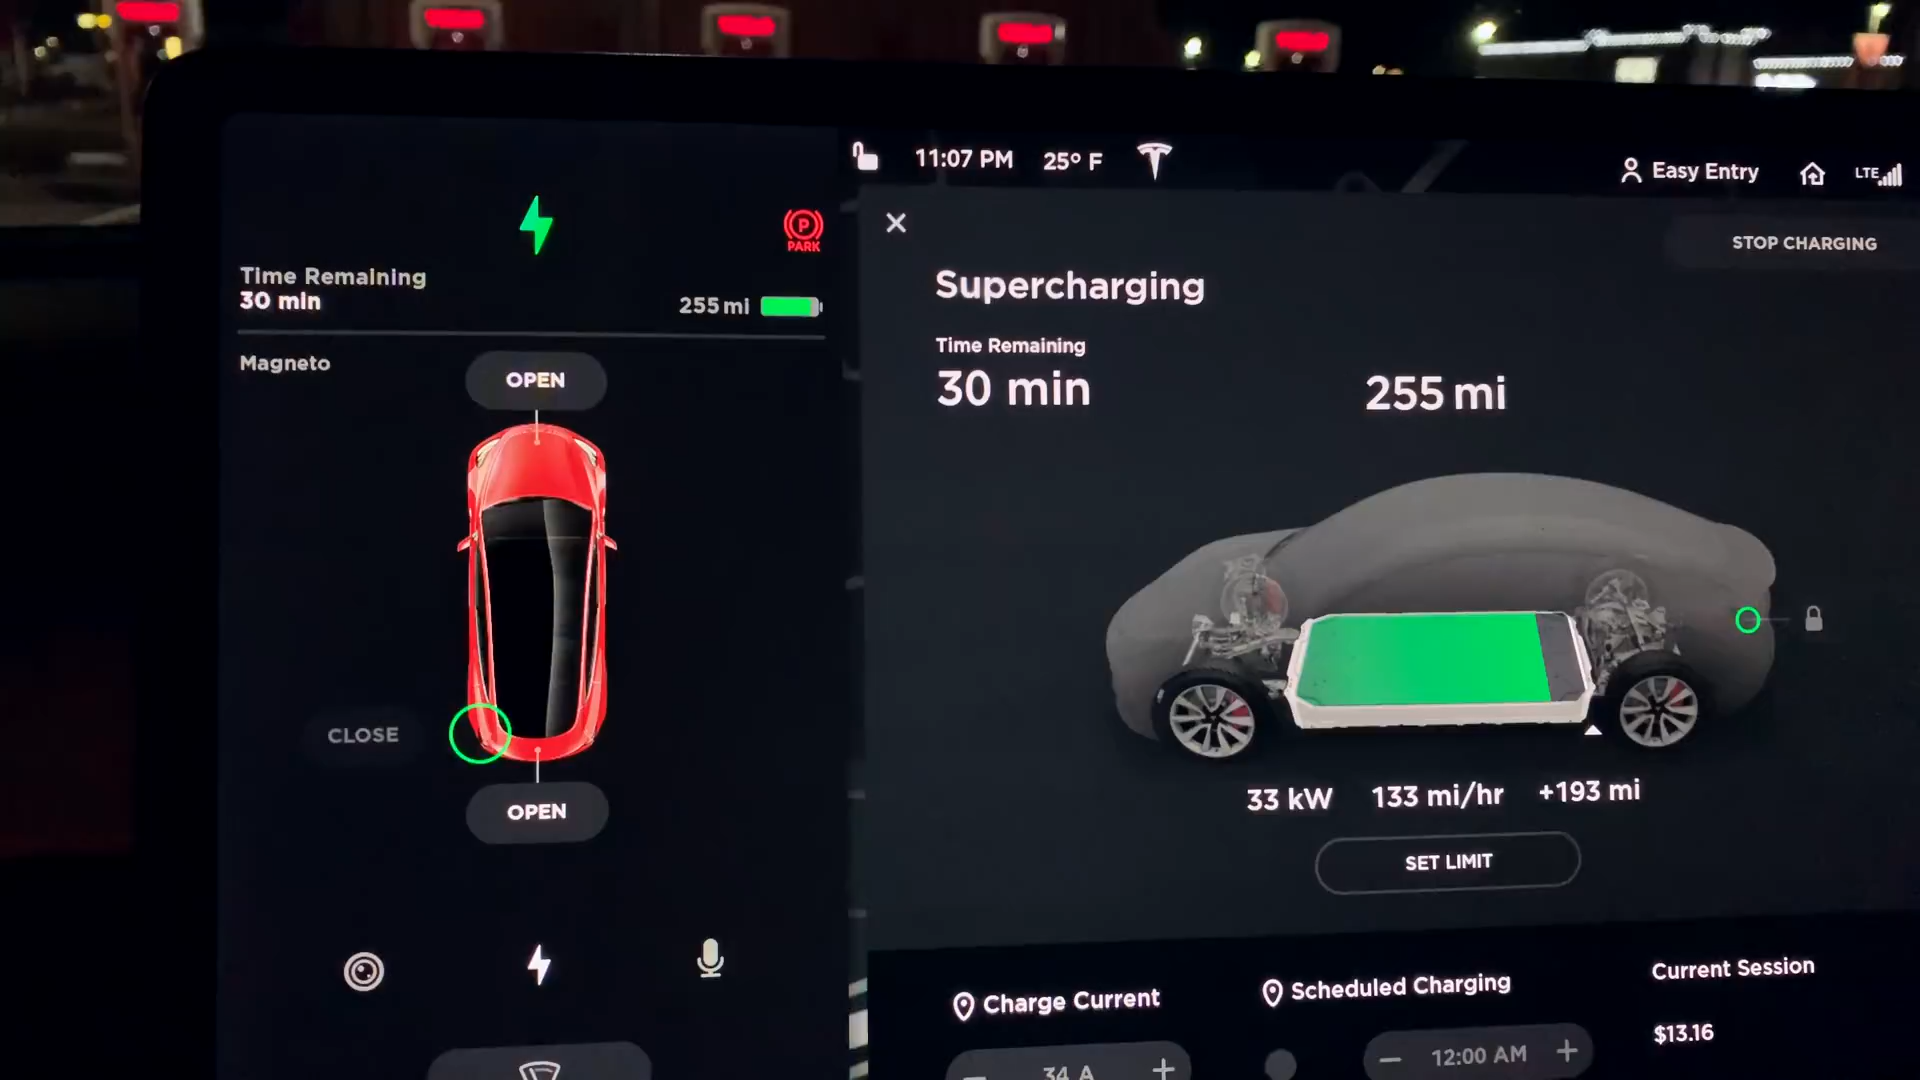 11:07 PM 25° F
Easy Entry
LTE
P
PARK
STOP CHARGING
Time Remaining
30 min
255 mi
Supercharging
Time Remaining
30 min
255 mi
Magneto
OPEN
CLOSE
OPEN
33 kW 133 mi/hr +193 mi
SET LIMIT
Charge Current
Scheduled Charging
Current Session
$13.16
− 34 A +
− 12:00 AM +